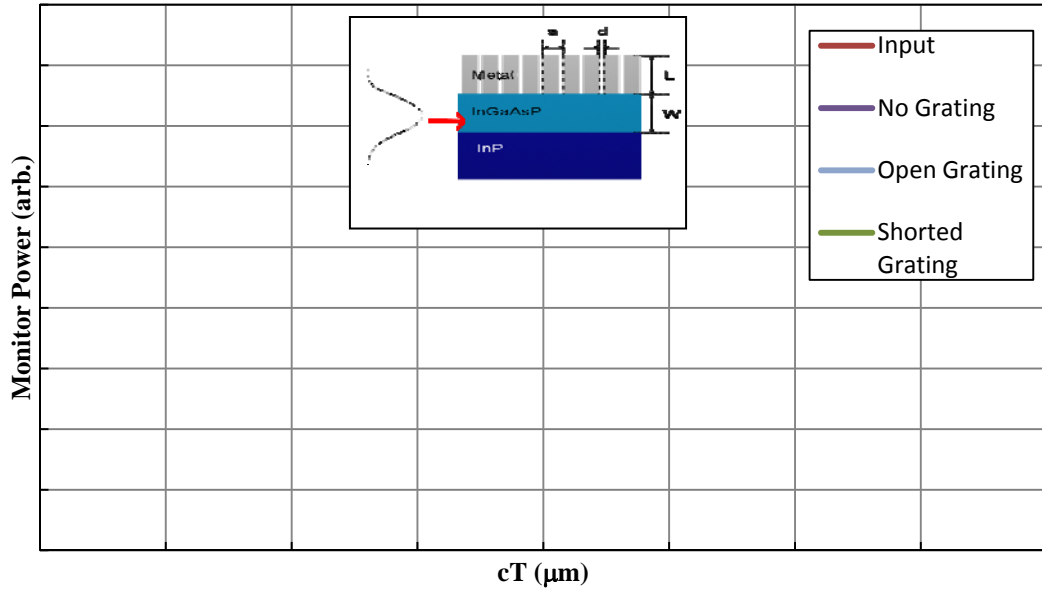 a d
Metal
L
InGaAsP
W
InP
Input
No Grating
Open Grating
Shorted
Grating
Monitor Power (arb.)
cT (μm)